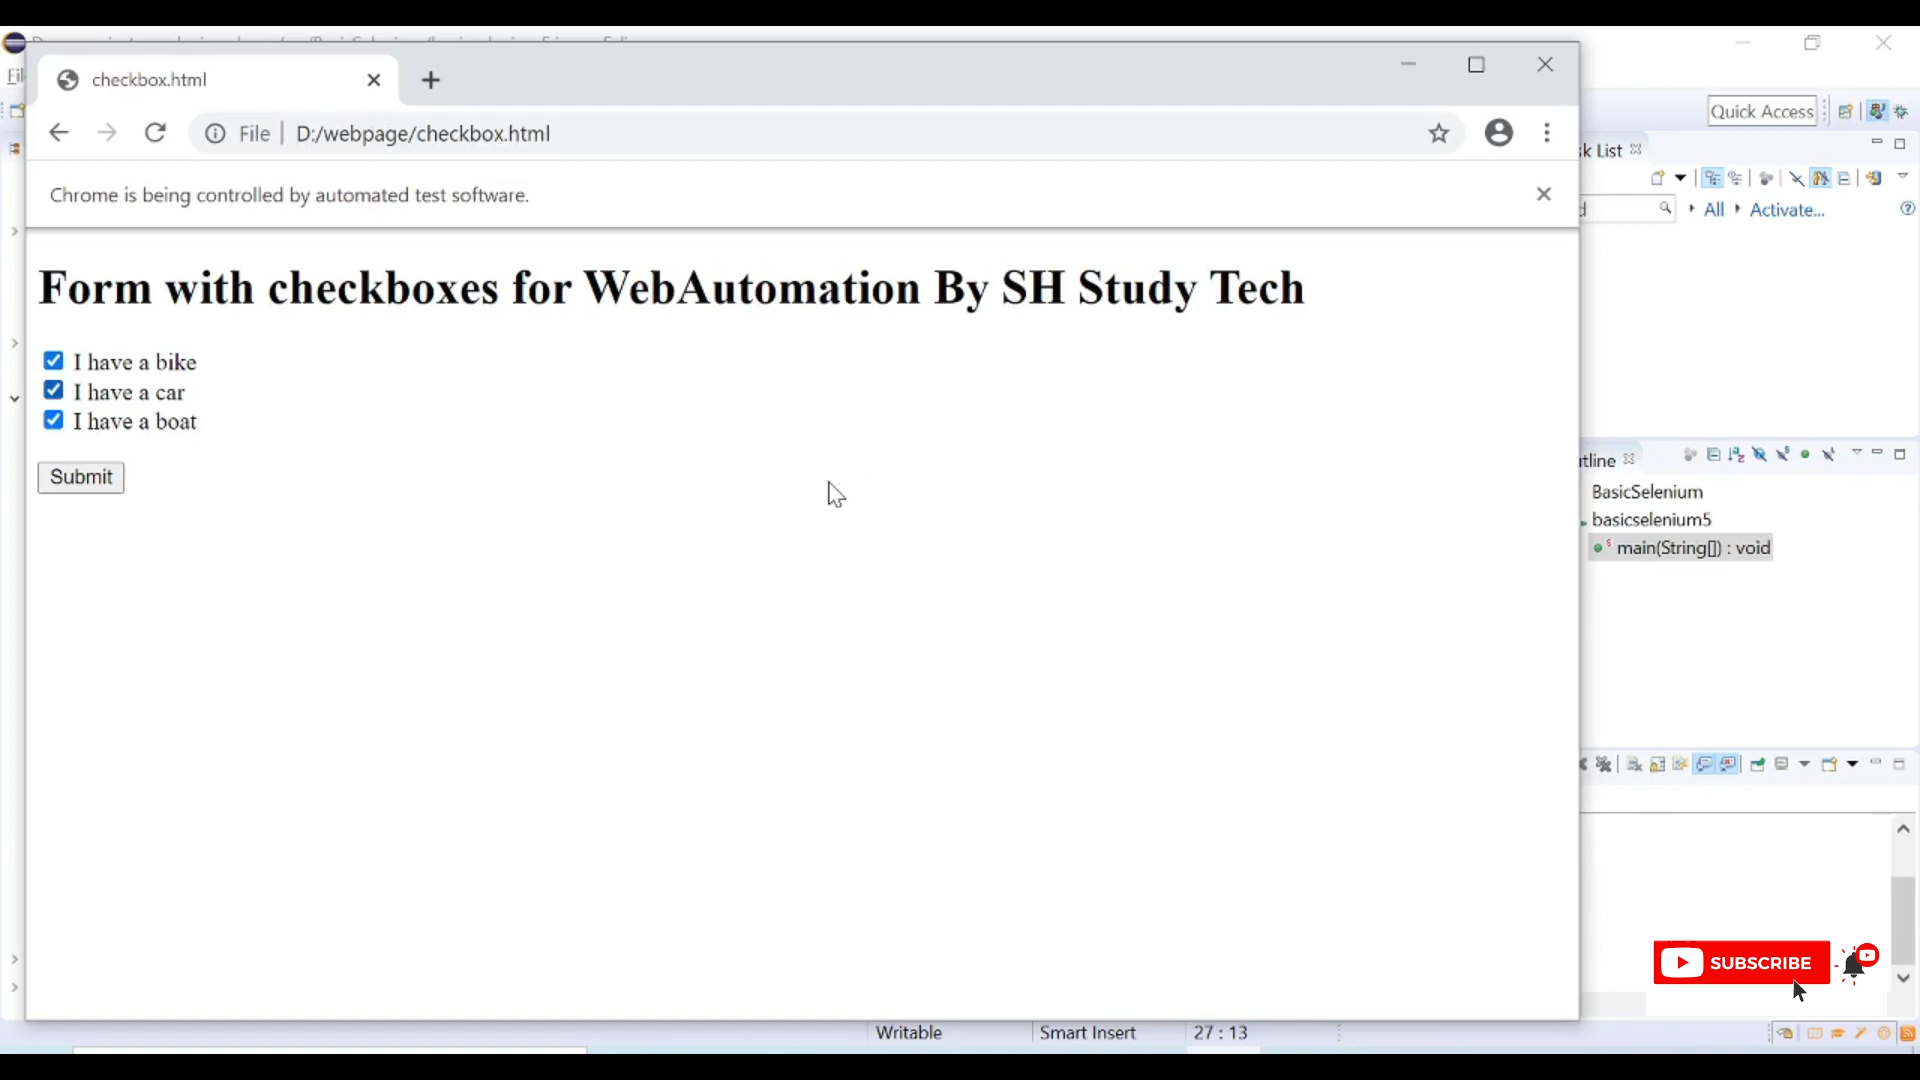 checkbox.html
Quick Access
File D:/webpage/checkbox.html
k List
Chrome is being controlled by automated test software.
All Activate...
Form with checkboxes for WebAutomation By SH Study Tech
I have a bike
I have a car
I have a boat
Submit
utline
BasicSelenium
basicselenium5
main(String[]) : void
SUBSCRIBE
Writable Smart Insert 27 : 13